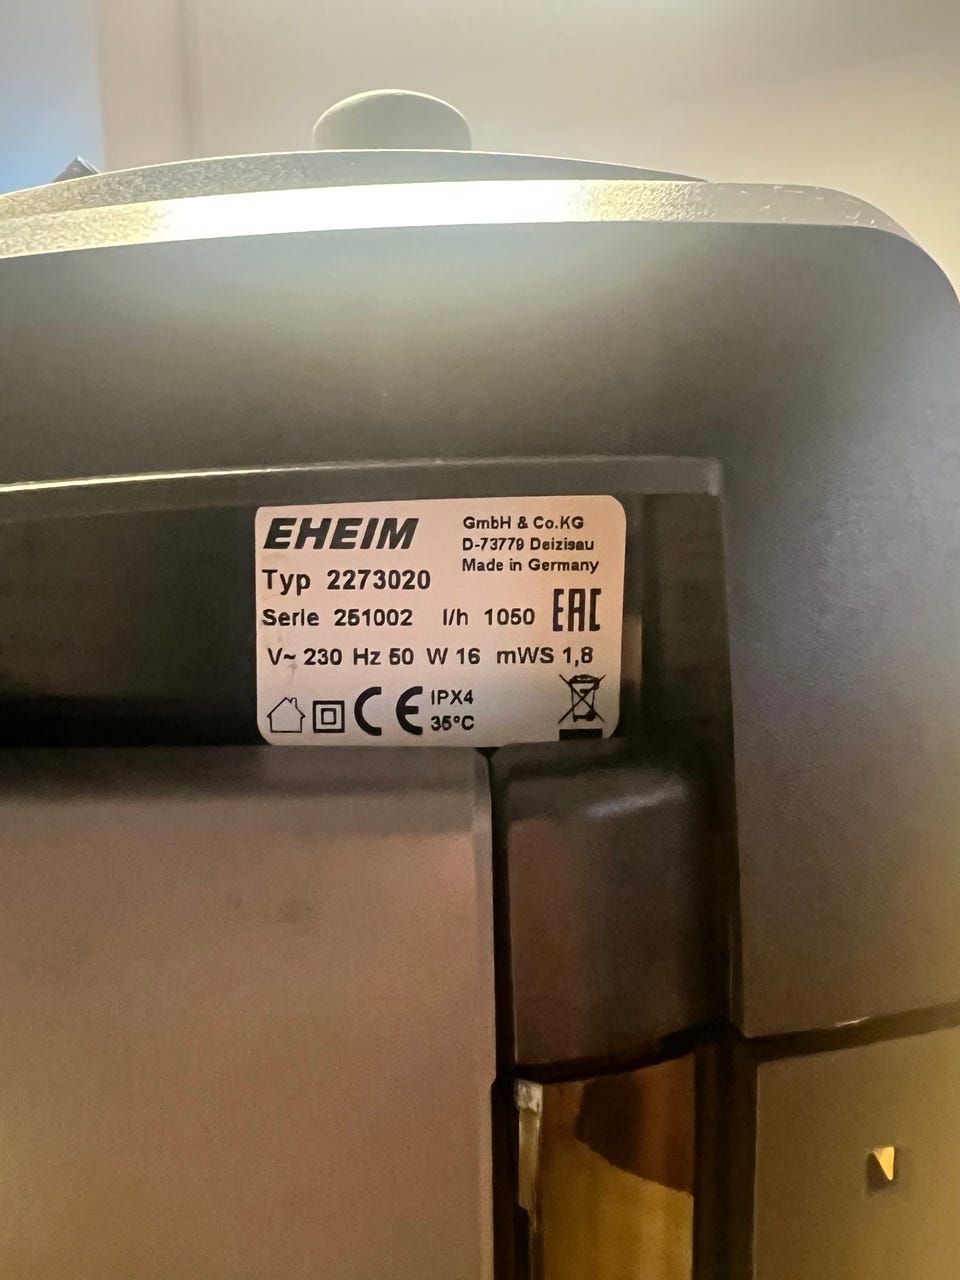 EHEIM
GmbH & Co.KG
D-73779 Deizisau
Made in Germany
Typ 2273020
Serie 251002 l/h 1050 EAC
V~ 230 Hz 50 W 16 mWS 1,8
CE IPX4
35°C